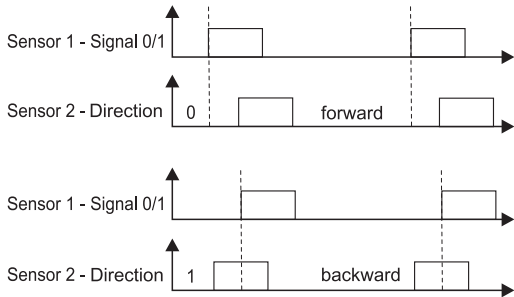 Sensor 1 - Signal 0/1
Sensor 2 - Direction 0 forward
Sensor 1 - Signal 0/1
Sensor 2 - Direction 1 backward